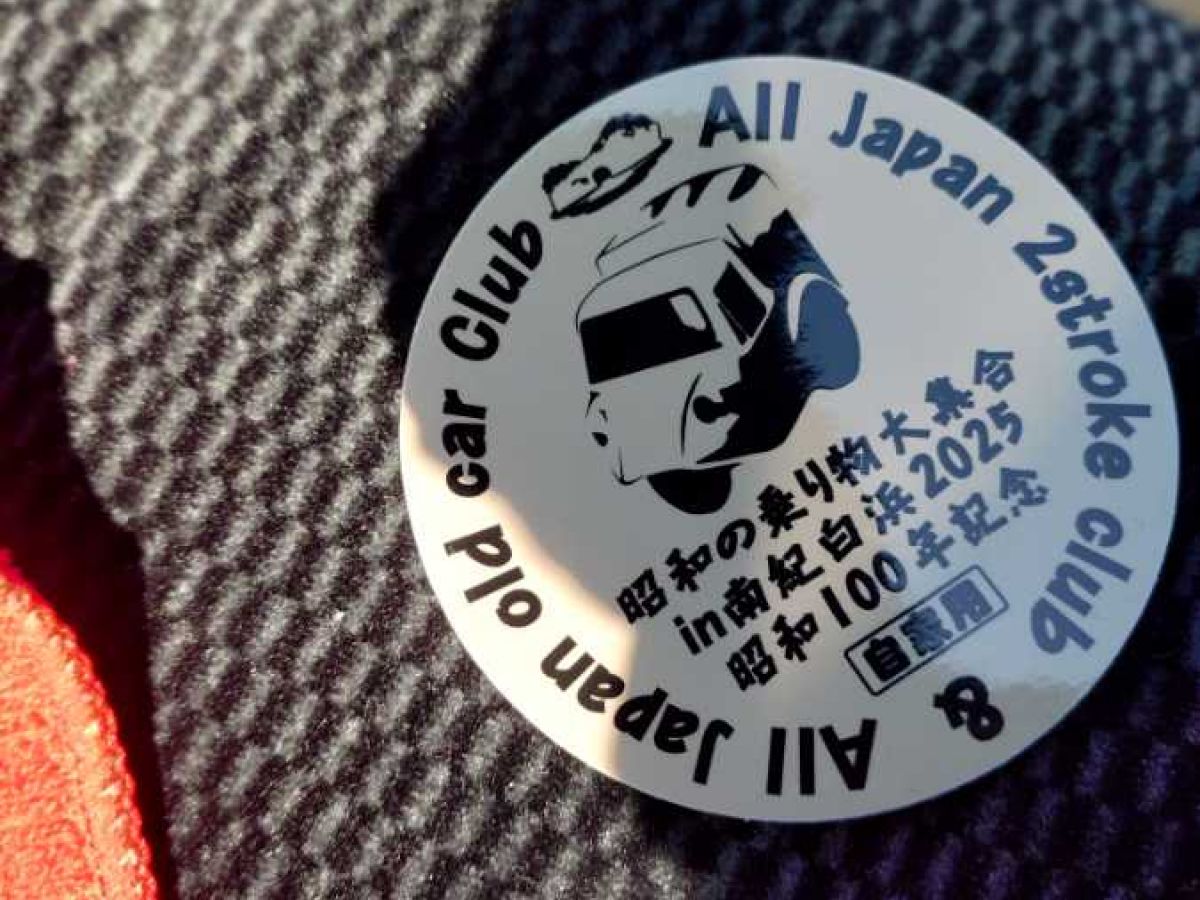 All Japan 2stroke club
&
All Japan old car Club
昭和の乗り物大集合
in南紀白浜2025
昭和100年記念
自家用